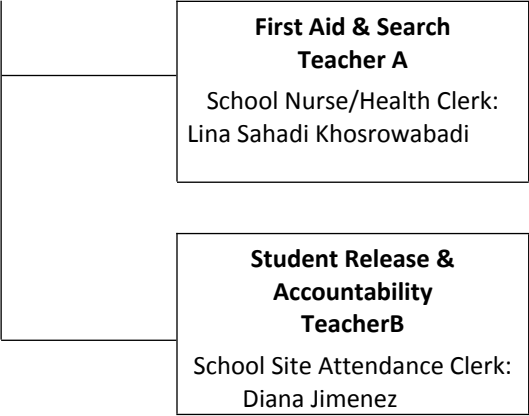 First Aid & Search
Teacher A
School Nurse/Health Clerk:
Lina Sahadi Khosrowabadi
Student Release &
Accountability
TeacherB
School Site Attendance Clerk:
Diana Jimenez